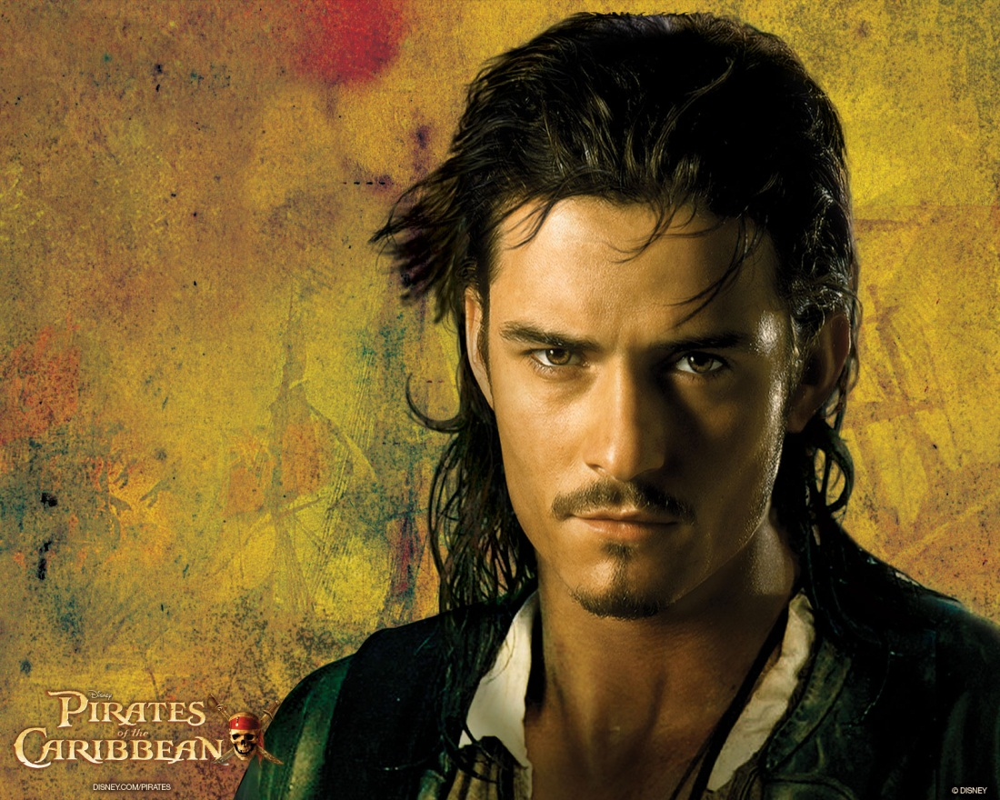 Disney
PIRATES
of the
CARIBBEAN
DISNEY.COM/PIRATES
© DISNEY